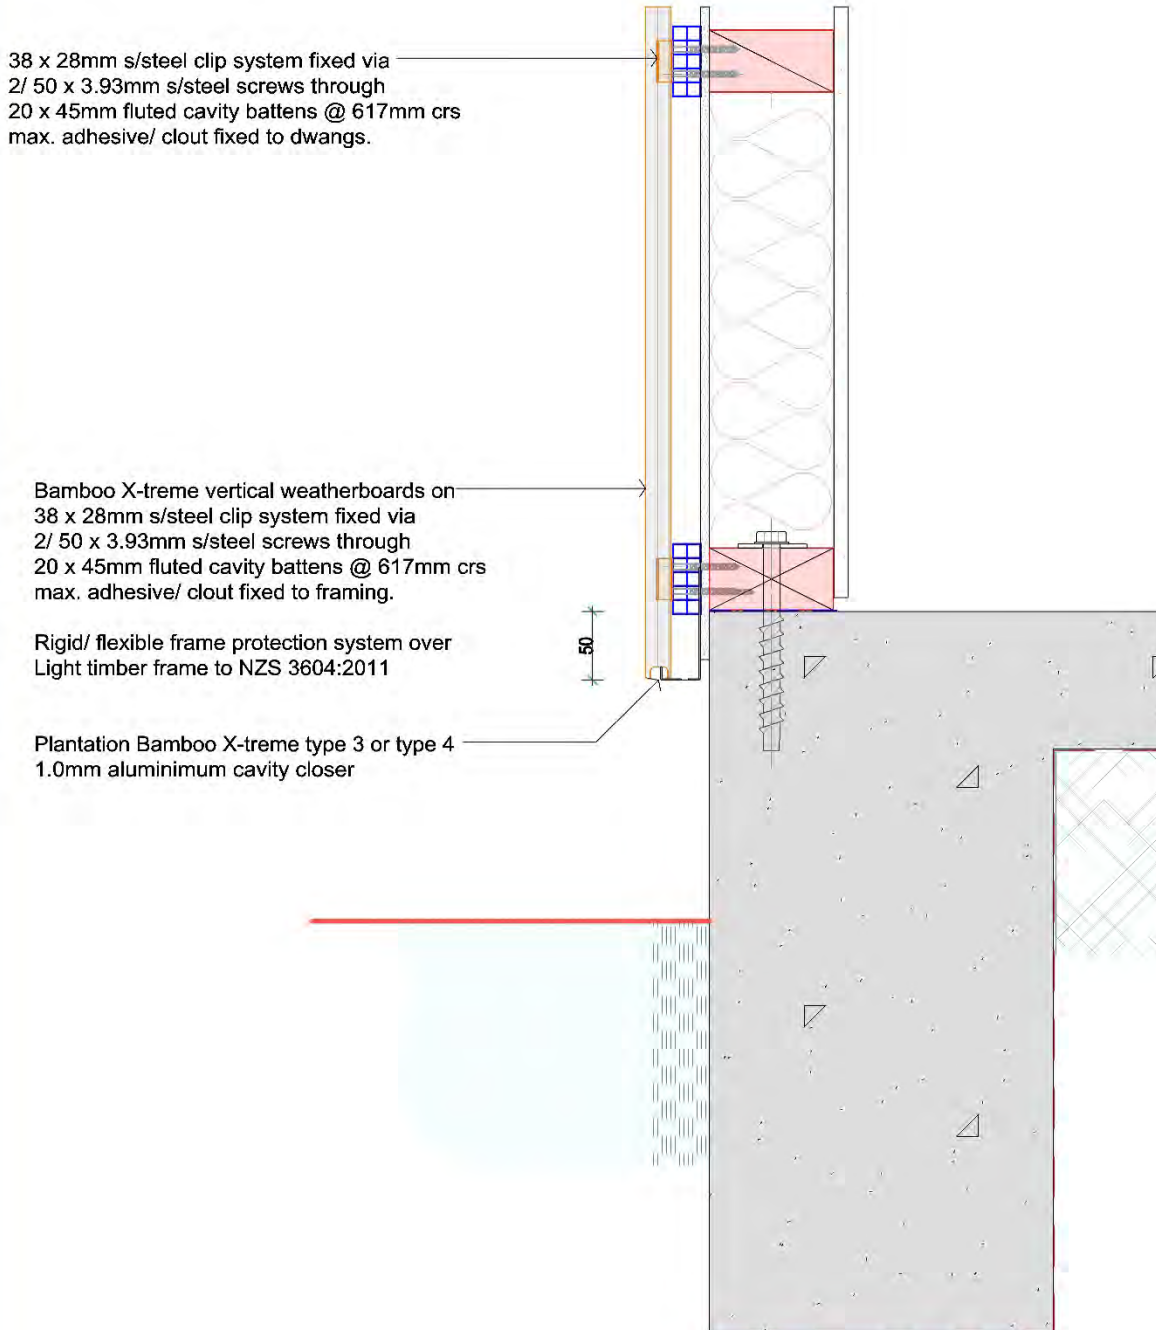 38 x 28mm s/steel clip system fixed via
2/ 50 x 3.93mm s/steel screws through
20 x 45mm fluted cavity battens @ 617mm crs
max. adhesive/ clout fixed to dwangs.
Bamboo X-treme vertical weatherboards on
38 x 28mm s/steel clip system fixed via
2/ 50 x 3.93mm s/steel screws through
20 x 45mm fluted cavity battens @ 617mm crs
max. adhesive/ clout fixed to framing.
Rigid/ flexible frame protection system over
Light timber frame to NZS 3604:2011
50
Plantation Bamboo X-treme type 3 or type 4
1.0mm aluminimum cavity closer